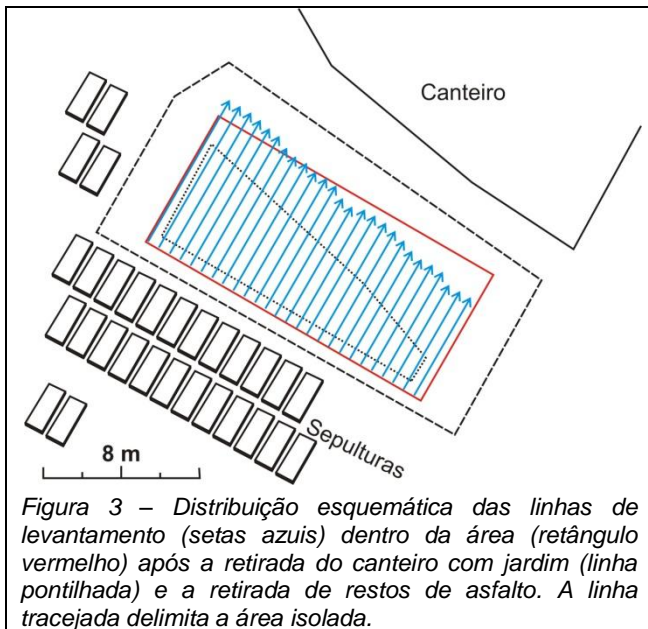 Canteiro
Sepulturas
8 m
Figura 3 – Distribuição esquemática das linhas de
levantamento (setas azuis) dentro da área (retângulo
vermelho) após a retirada do canteiro com jardim (linha
pontilhada) e a retirada de restos de asfalto. A linha
tracejada delimita a área isolada.